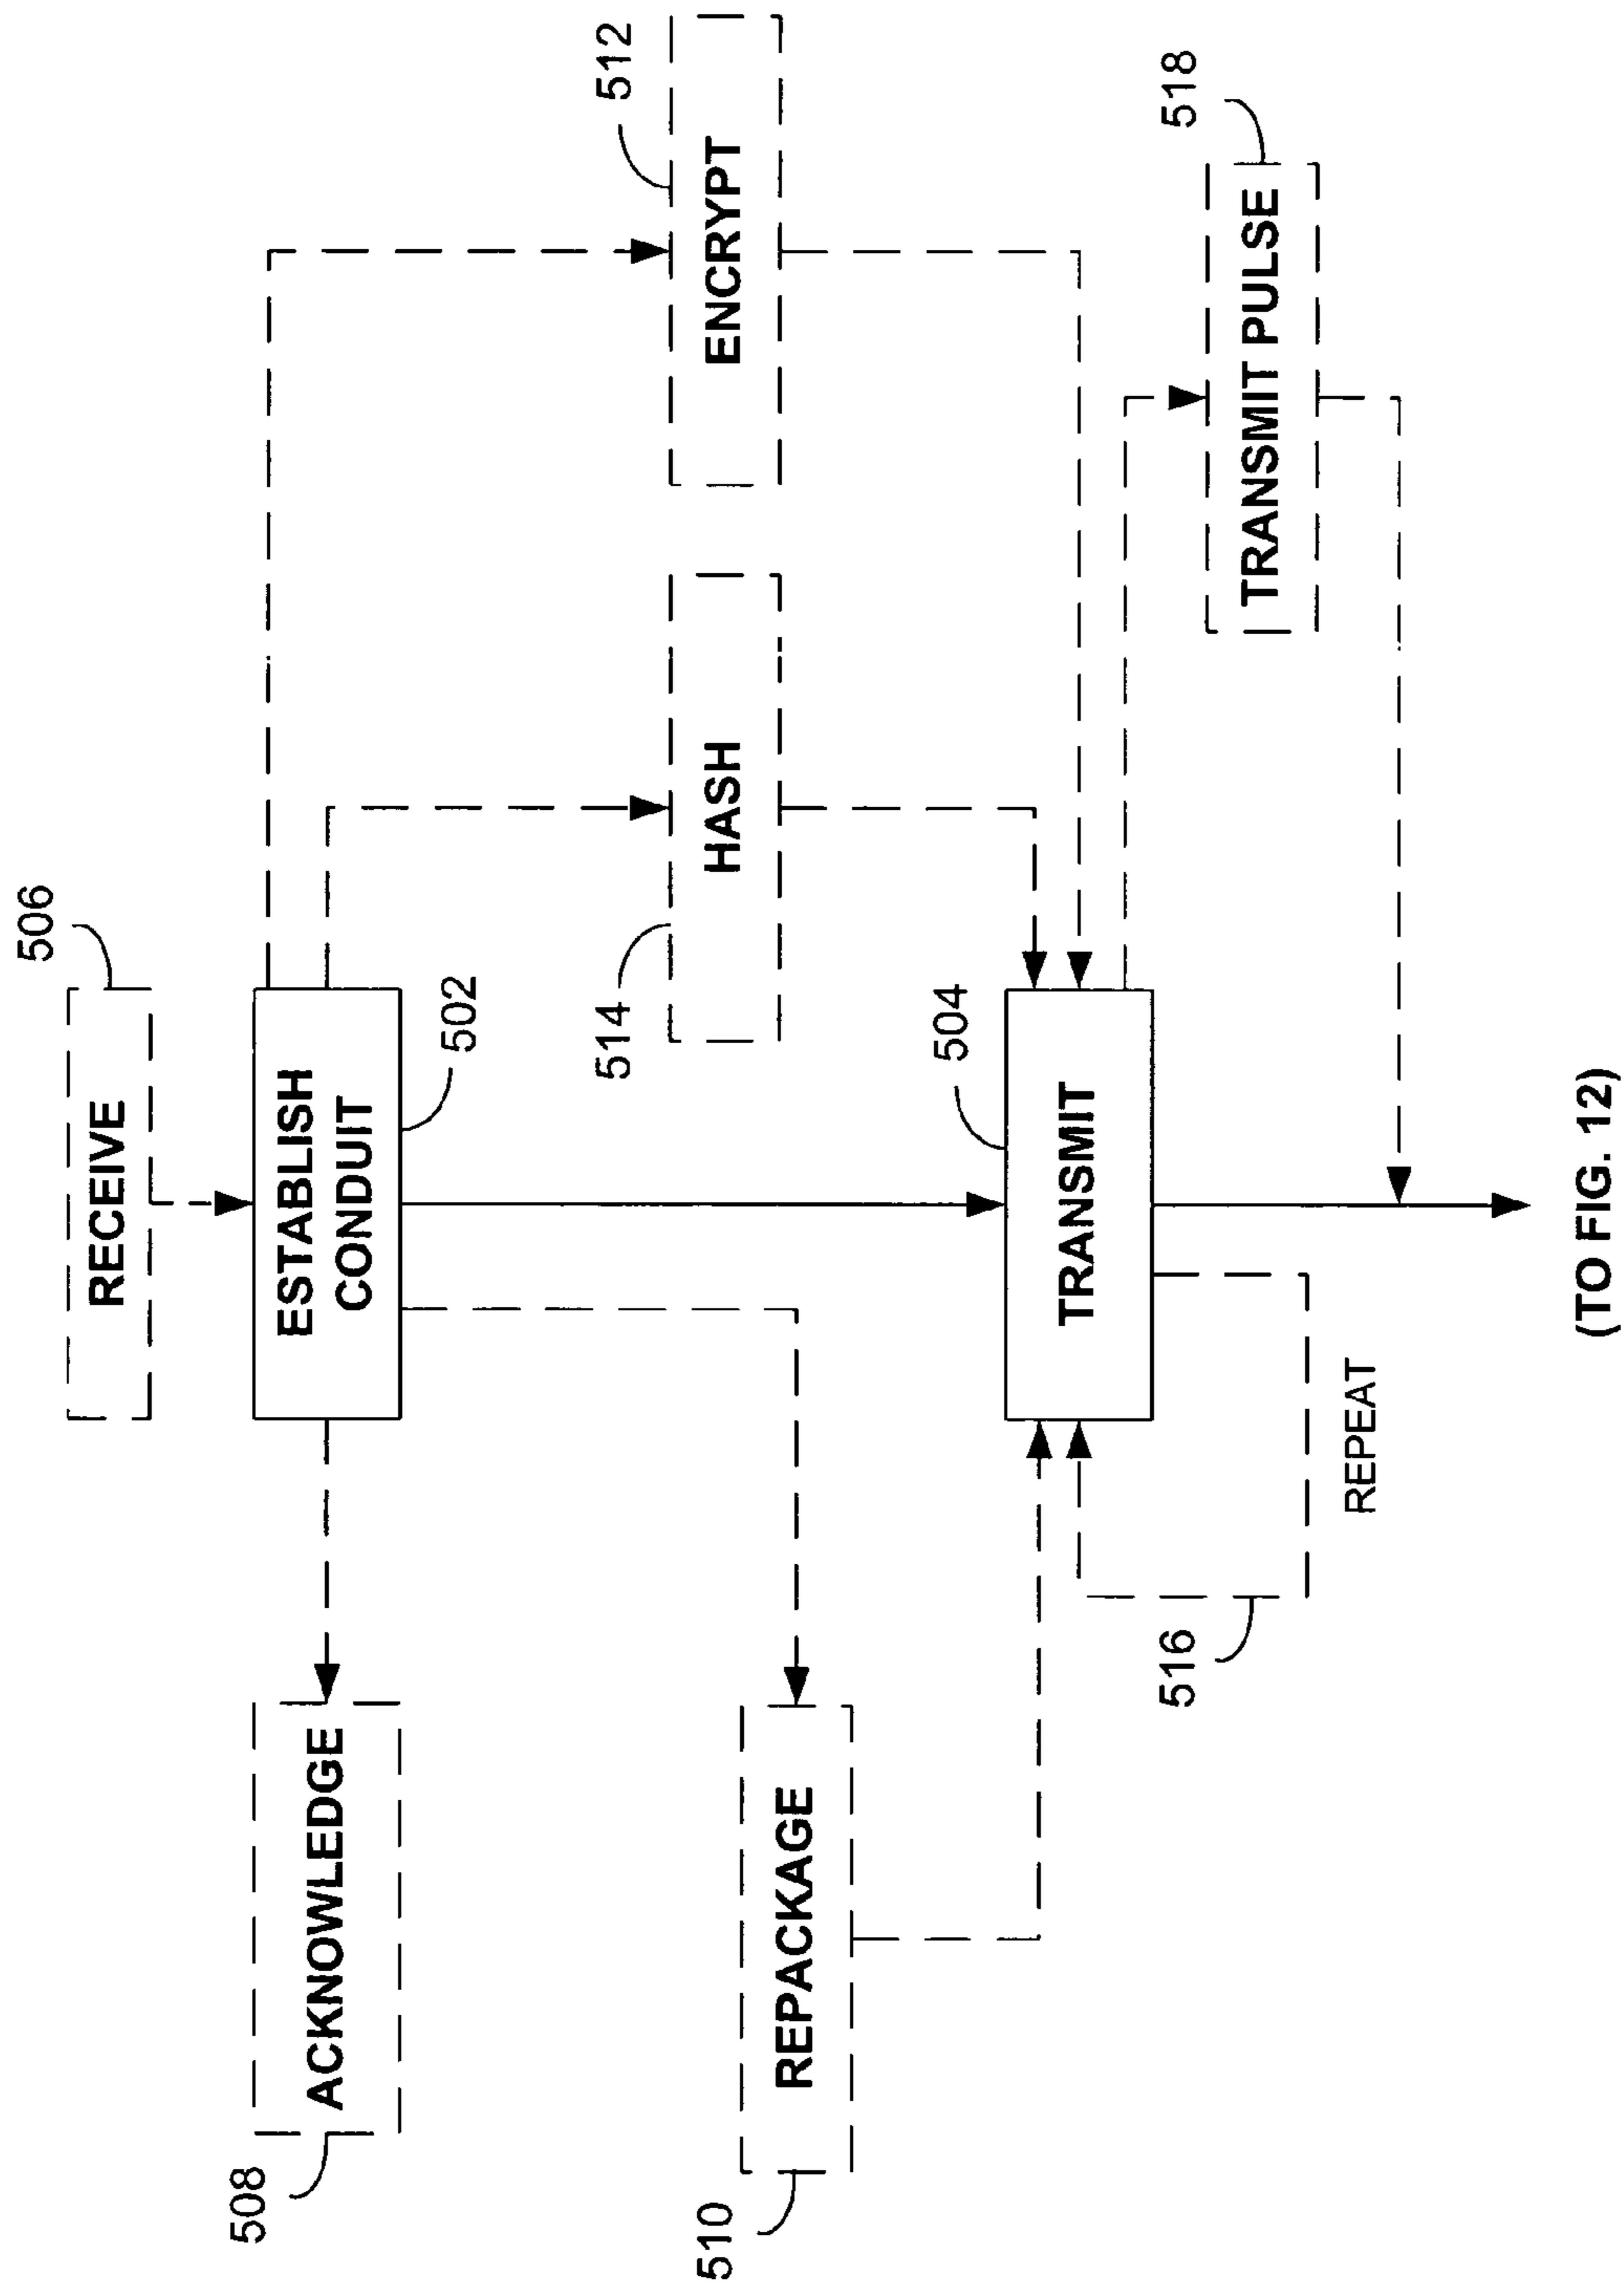 506
RECEIVE
ESTABLISH
CONDUIT
502
508
ACKNOWLEDGE
512
ENCRYPT
514
HASH
510
REPACKAGE
504
TRANSMIT
516
REPEAT
518
TRANSMIT PULSE
(TO FIG. 12)